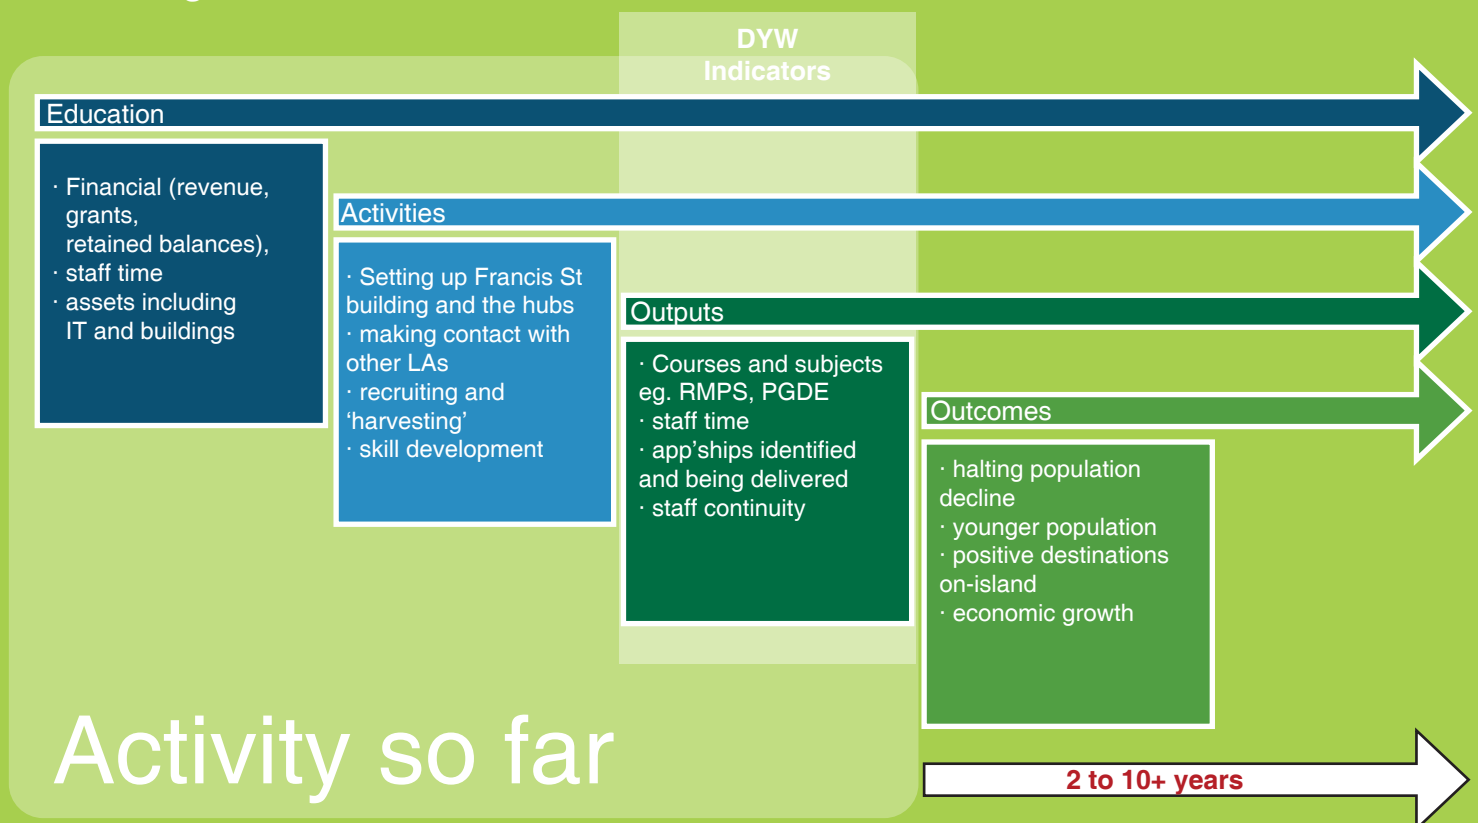 DYW
Indicators
Education
· Financial (revenue,
grants,
retained balances),
· staff time
· assets including
IT and buildings
Activities
· Setting up Francis St
building and the hubs
· making contact with
other LAs
· recruiting and
‘harvesting’
· skill development
Outputs
· Courses and subjects
eg. RMPS, PGDE
· staff time
· app’ships identified
and being delivered
· staff continuity
Outcomes
· halting population
decline
· younger population
· positive destinations
on-island
· economic growth
Activity so far
2 to 10+ years